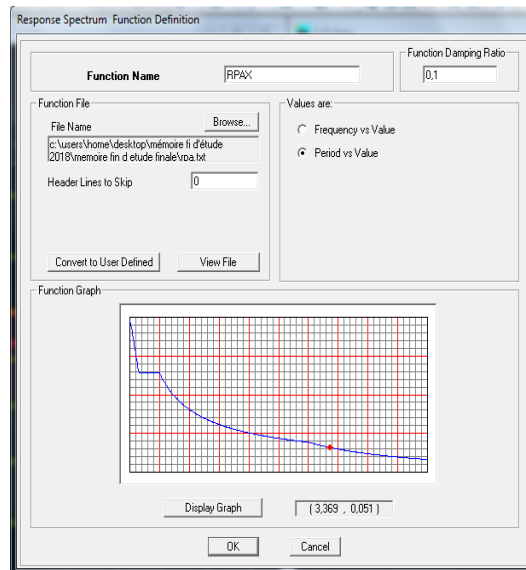 Response Spectrum Function Definition
Function Damping Ratio
Function Name
RPAX
0,1
Function File
Values are:
File Name
Browse...
Frequency vs Value
c:\users\home\desktop\mémoire fi d'étude
2018\memoire fin d etude finale\rpa.txt
Period vs Value
Header Lines to Skip
0
Convert to User Defined
View File
Function Graph
Display Graph
( 3,369 , 0,051 )
OK
Cancel